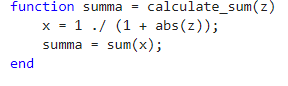 function summa = calculate_sum(z)
    x = 1 ./ (1 + abs(z));
    summa = sum(x);
end